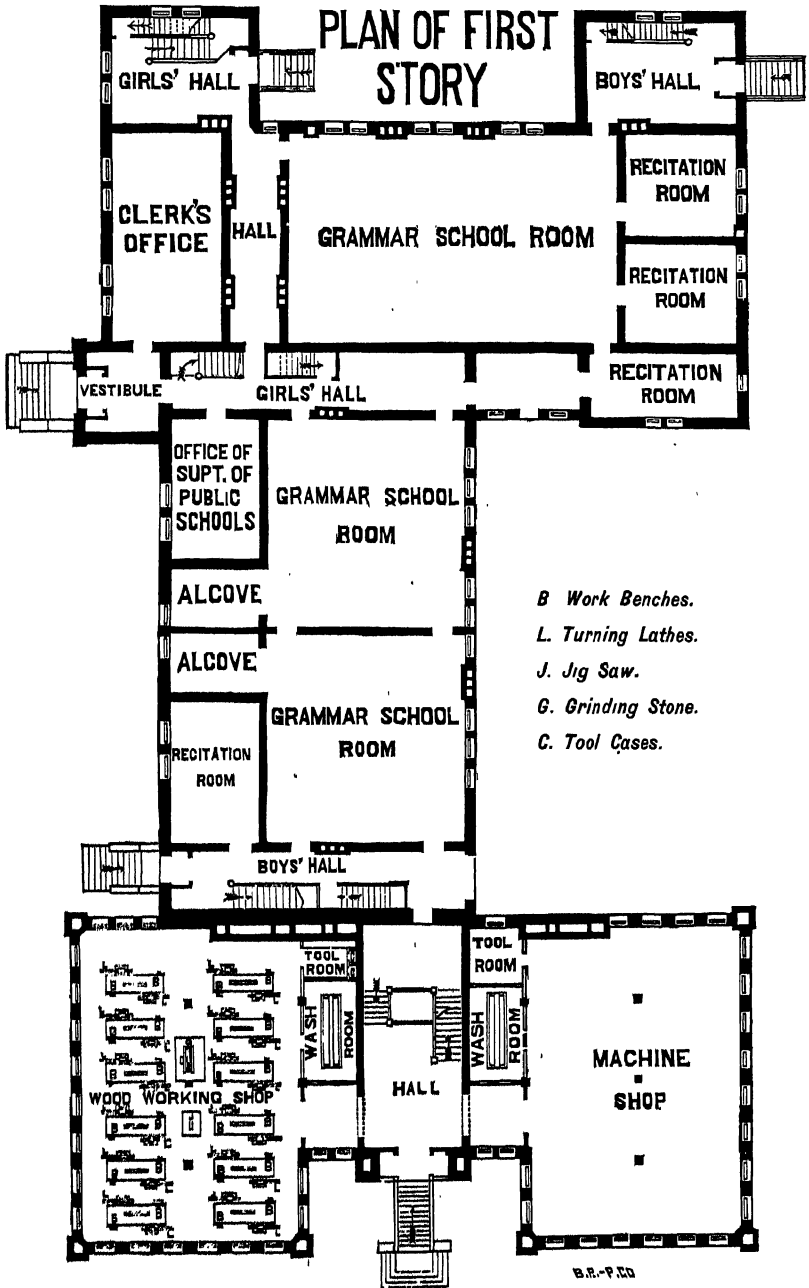 PLAN OF FIRST
STORY
GIRLS' HALL
BOYS' HALL
RECITATION
ROOM
CLERK'S
OFFICE
HALL
GRAMMAR SCHOOL ROOM
RECITATION
ROOM
VESTIBULE
GIRLS' HALL
RECITATION
ROOM
OFFICE OF
SUPT. OF
PUBLIC
SCHOOLS
GRAMMAR SCHOOL
ROOM
ALCOVE
ALCOVE
GRAMMAR SCHOOL
ROOM
RECITATION
ROOM
B Work Benches.
L. Turning Lathes.
J. Jig Saw.
G. Grinding Stone.
C. Tool Cases.
BOYS' HALL
TOOL
ROOM
TOOL
ROOM
WASH
ROOM
WASH
ROOM
WOOD WORKING SHOP
HALL
MACHINE
SHOP
B.P.-P.CO